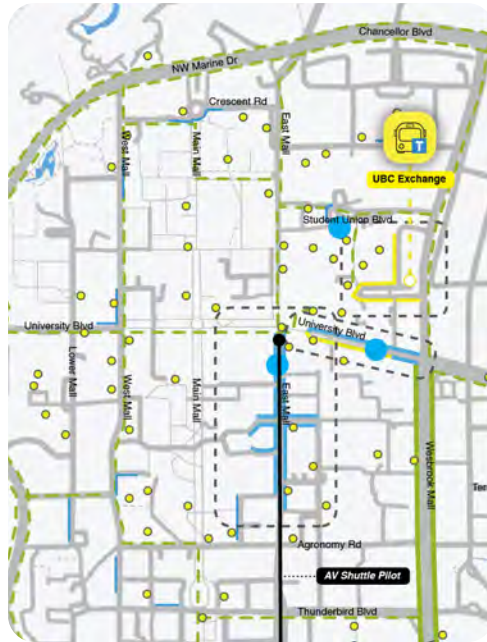 Chancellor Blvd
NW Marine Dr
Crescent Rd
East Mall
West Mall
Main Mall
T
UBC Exchange
Student Union Blvd
University Blvd
University Blvd
Lower Mall
West Mall
Main Mall
East Mall
Wesbrook Mall
Agronomy Rd
AV Shuttle Pilot
Thunderbird Blvd